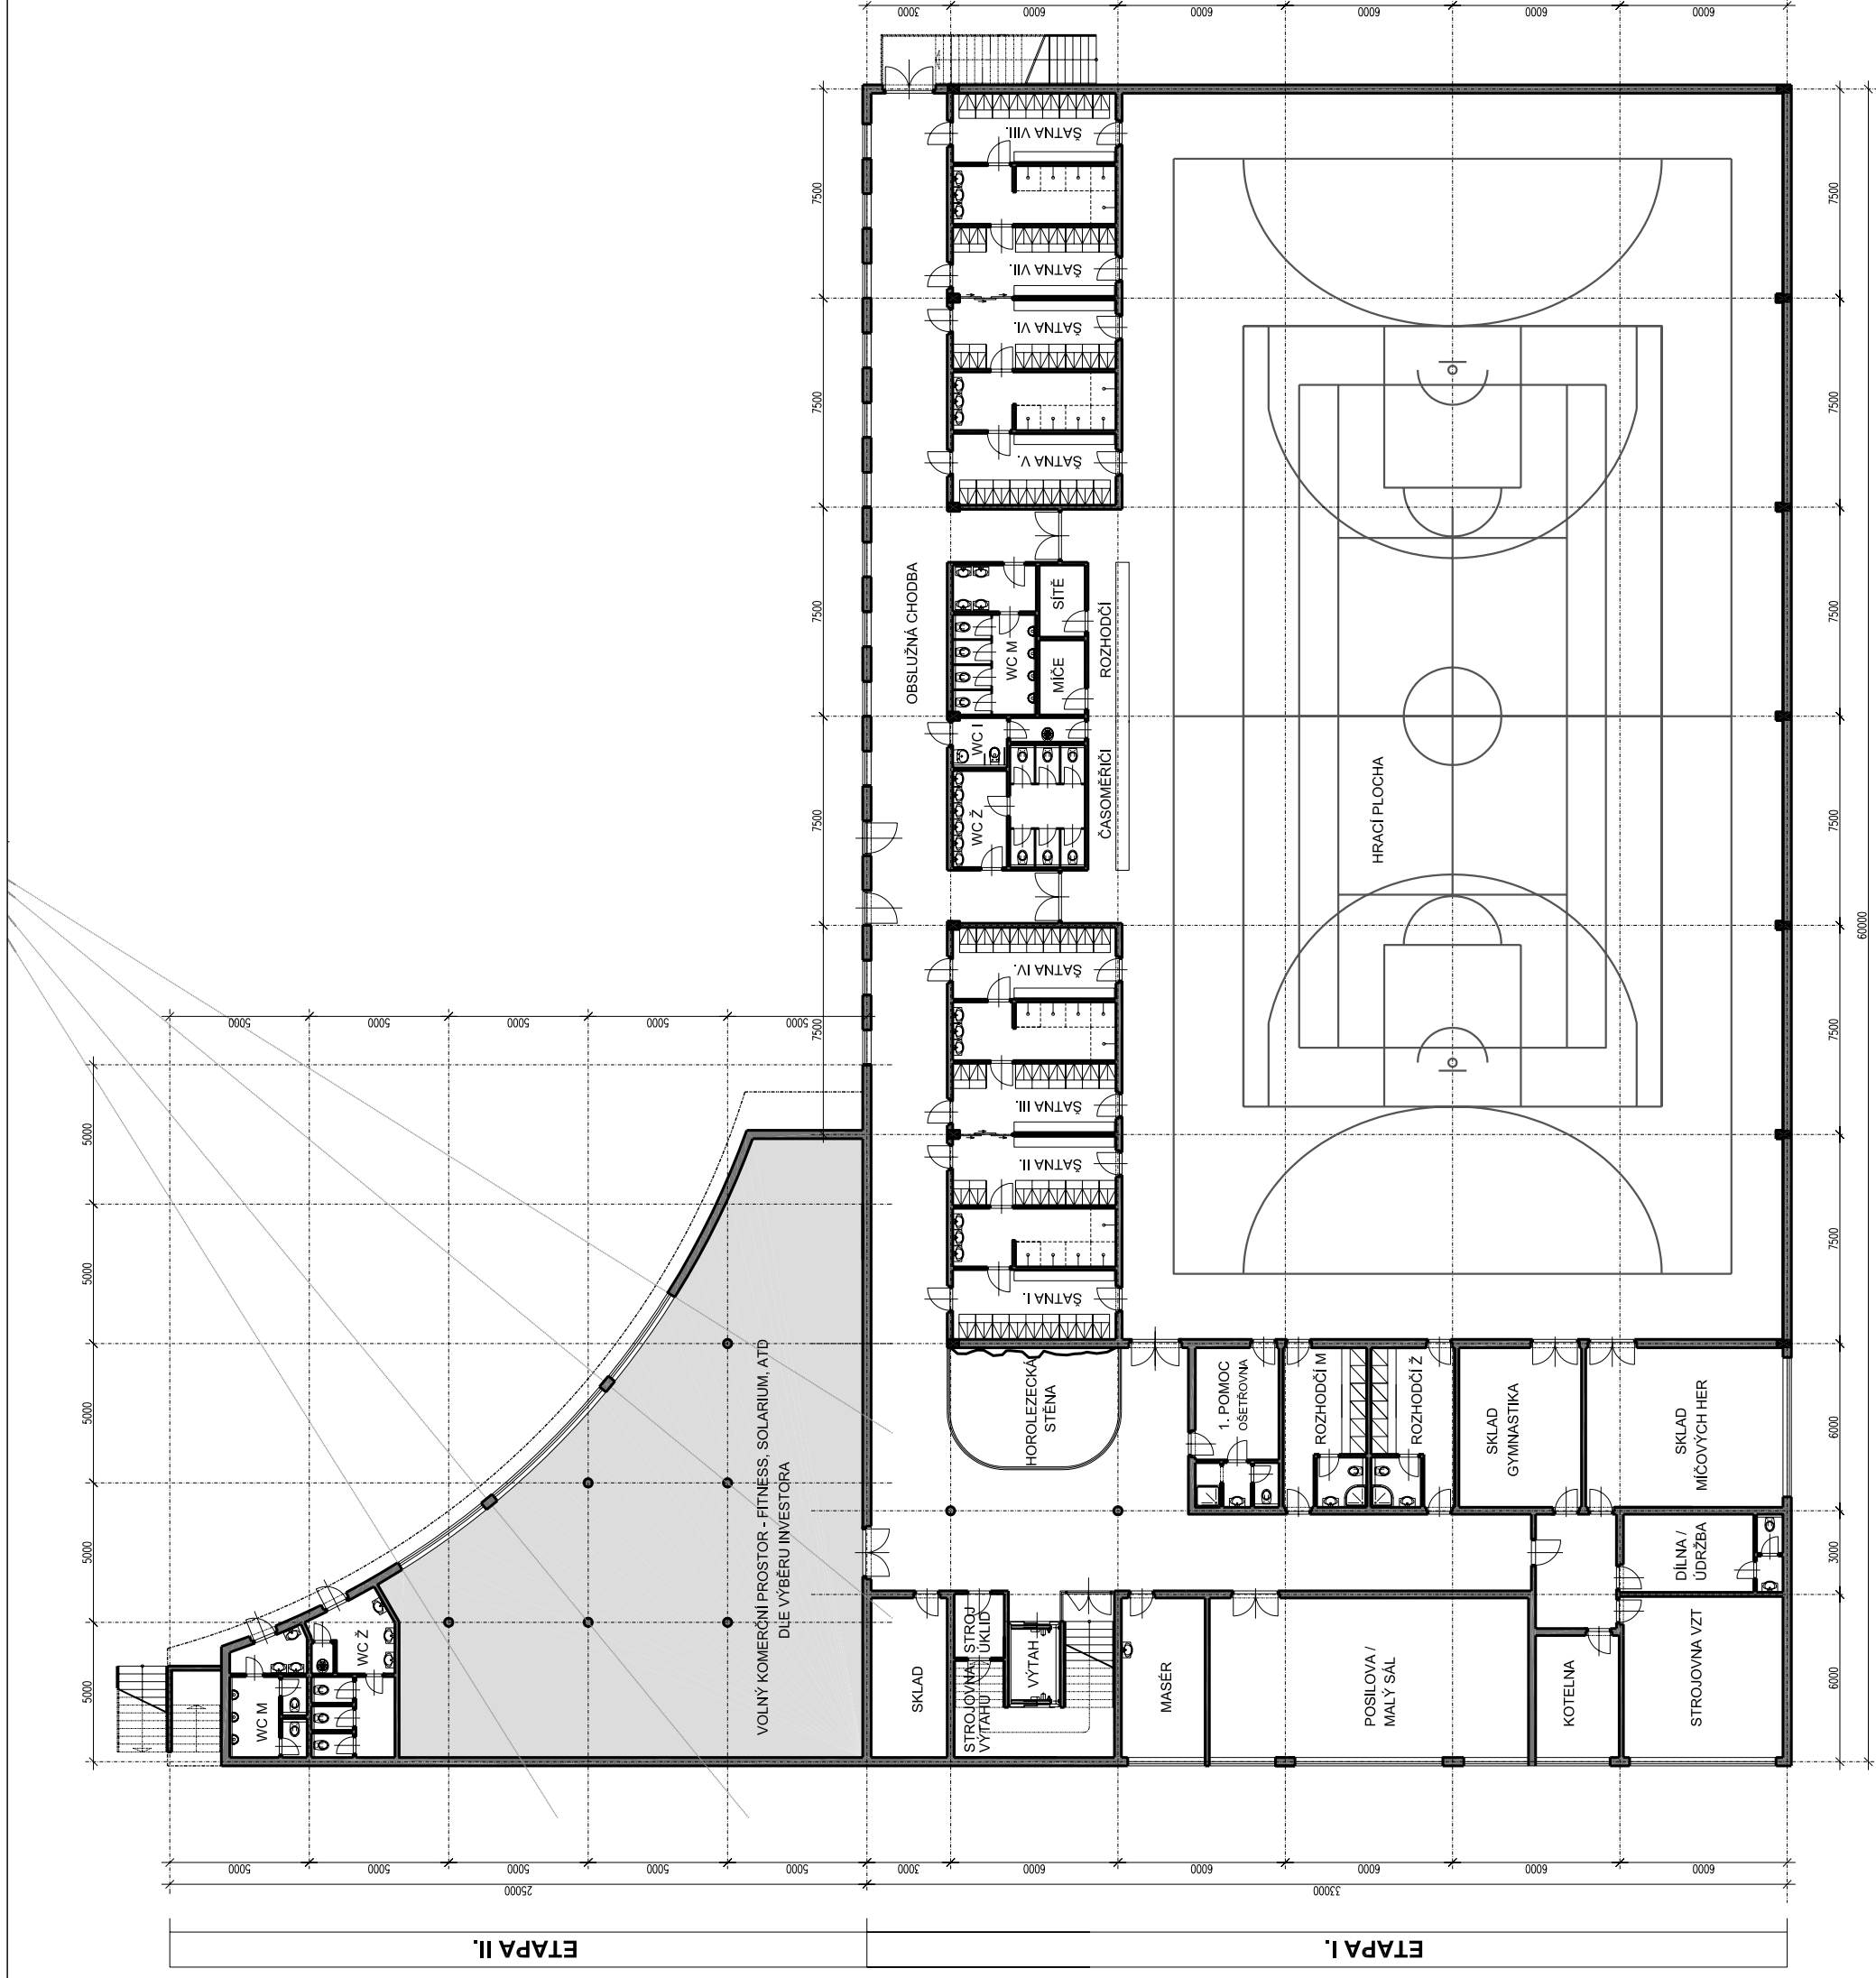 3000
6000
6000
6000
6000
6000
ŠATNA VIII.
ŠATNA VII.
ŠATNA VI.
ŠATNA V.
7500
7500
7500
7500
7500
7500
7500
7500
7500
7500
7500
60000
OBSLUŽNÁ CHODBA
WC M
SÍTĚ
MÍČE
ROZHODČÍ
WC I
WC Ž
ČASOMĚŘIČI
HRACÍ PLOCHA
ŠATNA IV.
ŠATNA III
ŠATNA II
ŠATNA I.
5000
5000
5000
5000
5000
5000
5000
5000
5000
5000
VOLNÝ KOMERČNÍ PROSTOR - FITNESS, SOLARIUM, ATD
DLE VÝBĚRU INVESTORA
WC M
WC Ž
HOROLEZECKÁ
STĚNA
1. POMOC
OŠETŘOVNA
ROZHODČÍ M
ROZHODČÍ Ž
SKLAD
GYMNASTIKA
SKLAD
MÍČOVÝCH HER
6000
3000
6000
DÍLNA /
ÚDRŽBA
SKLAD
STROJOVNA
VÝTAHU
STROJ
ÚKLID
VÝTAH
MASÉR
POSILOVA /
MALÝ SÁL
KOTELNA
STROJOVNA VZT
5000
5000
5000
5000
5000
3000
6000
6000
6000
6000
6000
25000
33000
ETAPA II.
ETAPA I.